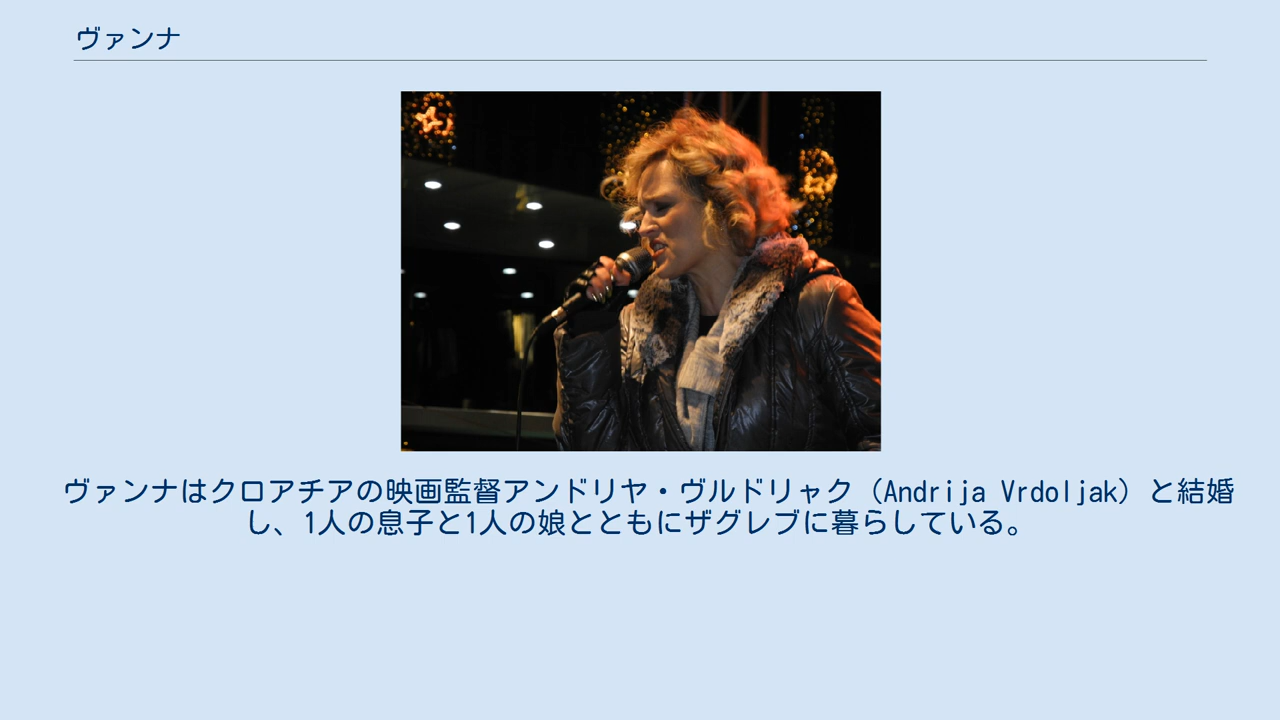 ヴァンナ
ヴァンナはクロアチアの映画監督アンドリヤ・ヴルドリャク（Andrija Vrdoljak）と結婚
し、1人の息子と1人の娘とともにザグレブに暮らしている。